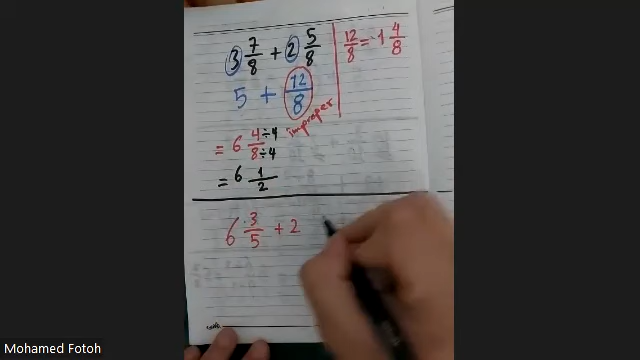 3 7/8 + 2 5/8
12/8 = 1 4/8
5 + 12/8
improper
= 6 4÷4/8÷4
= 6 1/2
6 3/5 + 2
Mohamed Fotoh